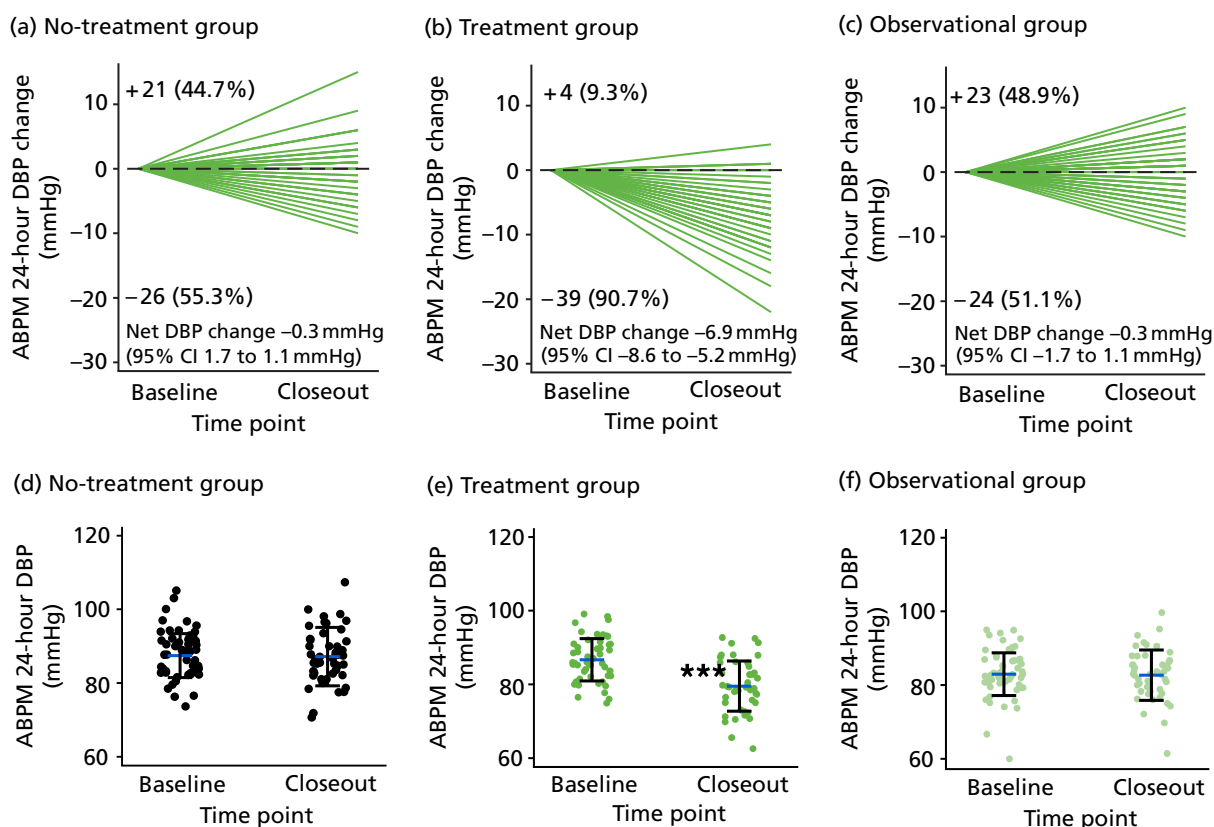 (a) No-treatment group
ABPM 24-hour DBP change
(mmHg)
10
0
−10
−20
−30
+21 (44.7%)
−26 (55.3%)
Net DBP change −0.3 mmHg
(95% CI 1.7 to 1.1 mmHg)
Baseline Closeout
Time point
(b) Treatment group
ABPM 24-hour DBP change
(mmHg)
10
0
−10
−20
−30
+4 (9.3%)
−39 (90.7%)
Net DBP change −6.9 mmHg
(95% CI −8.6 to −5.2 mmHg)
Baseline Closeout
Time point
(c) Observational group
ABPM 24-hour DBP change
(mmHg)
10
0
−10
−20
−30
+23 (48.9%)
−24 (51.1%)
Net DBP change −0.3 mmHg
(95% CI −1.7 to 1.1 mmHg)
Baseline Closeout
Time point
(d) No-treatment group
ABPM 24-hour DBP
(mmHg)
120
100
80
60
Baseline Closeout
Time point
(e) Treatment group
ABPM 24-hour DBP
(mmHg)
120
100
80
60
***
Baseline Closeout
Time point
(f) Observational group
ABPM 24-hour DBP
(mmHg)
120
100
80
60
Baseline Closeout
Time point